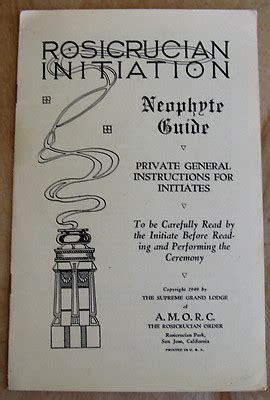 ROSICRUCIAN
INITIATION
Neophyte
Guide
PRIVATE GENERAL
INSTRUCTIONS FOR
INITIATES
To be Carefully Read by
the Initiate Before Read-
ing and Performing the
Ceremony
Copyright 1949 by
THE SUPREME GRAND LODGE
of
A. M. O. R. C.
THE ROSICRUCIAN ORDER
Rosicrucian Park,
San Jose, California
PRINTED IN U. S. A.